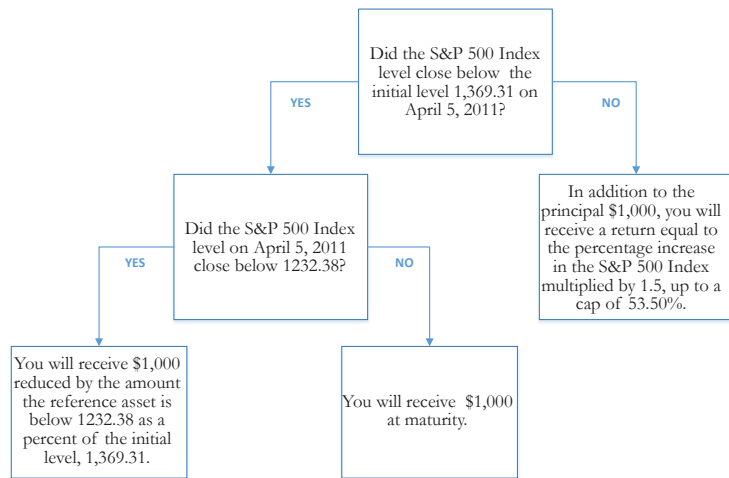 Did the S&P 500 Index
level close below the
initial level 1,369.31 on
April 5, 2011?
YES
NO
Did the S&P 500 Index
level on April 5, 2011
close below 1232.38?
In addition to the
principal $1,000, you will
receive a return equal to
the percentage increase
in the S&P 500 Index
multiplied by 1.5, up to a
cap of 53.50%.
YES
NO
You will receive $1,000
reduced by the amount
the reference asset is
below 1232.38 as a
percent of the initial
level, 1,369.31.
You will receive $1,000
at maturity.